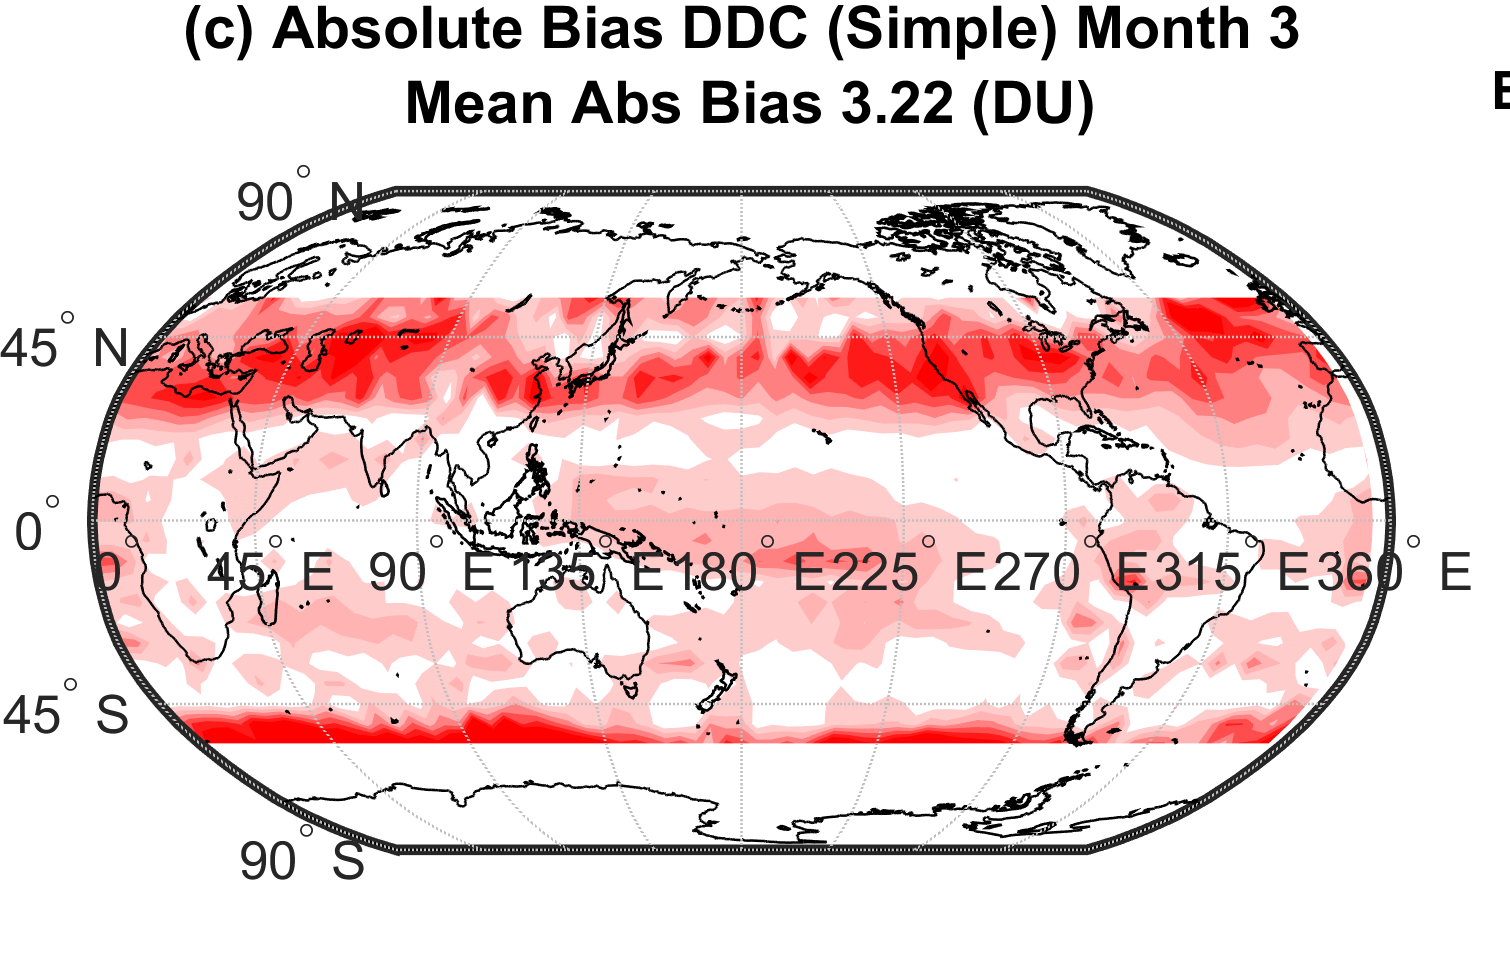 (c) Absolute Bias DDC (Simple) Month 3
Mean Abs Bias 3.22 (DU)
90° N
45° N
0°
0° 45° E 90° E 135° E 180° E 225° E 270° E 315° E 360° E
45° S
90° S